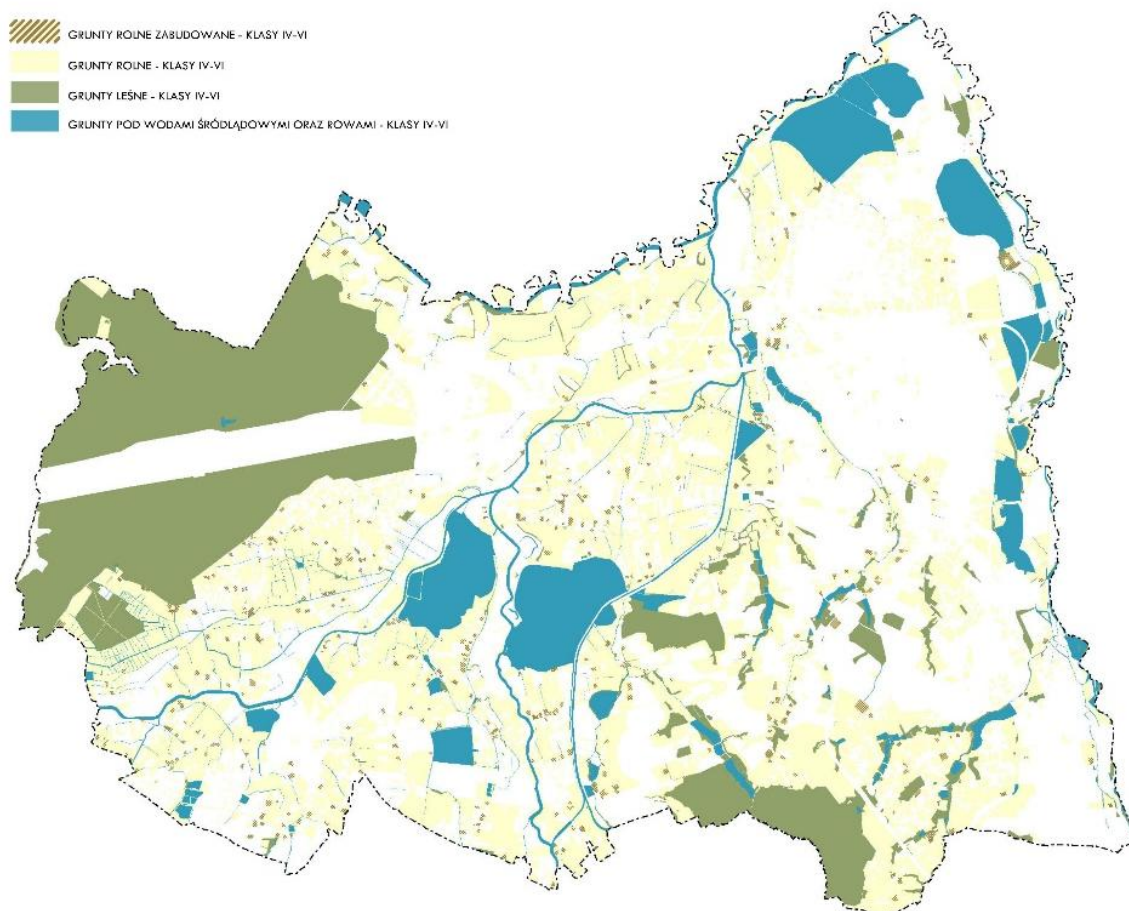 GRUNTY ROLNE ZABUDOWANE - KLASY IV-VI
GRUNTY ROLNE - KLASY IV-VI
GRUNTY LEŚNE - KLASY IV-VI
GRUNTY POD WODAMI ŚRÓDLĄDOWYMI ORAZ ROWAMI - KLASY IV-VI